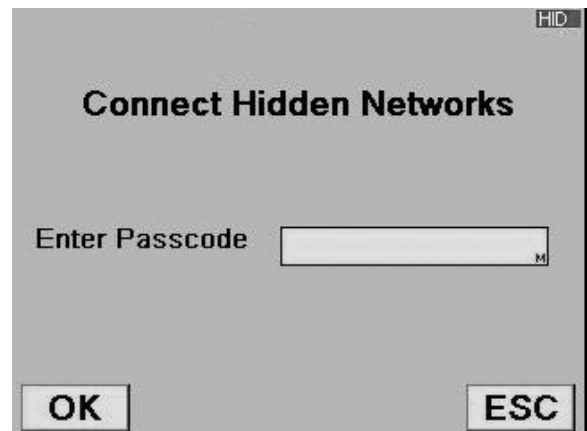 HID
Connect Hidden Networks
Enter Passcode
M
OK
ESC